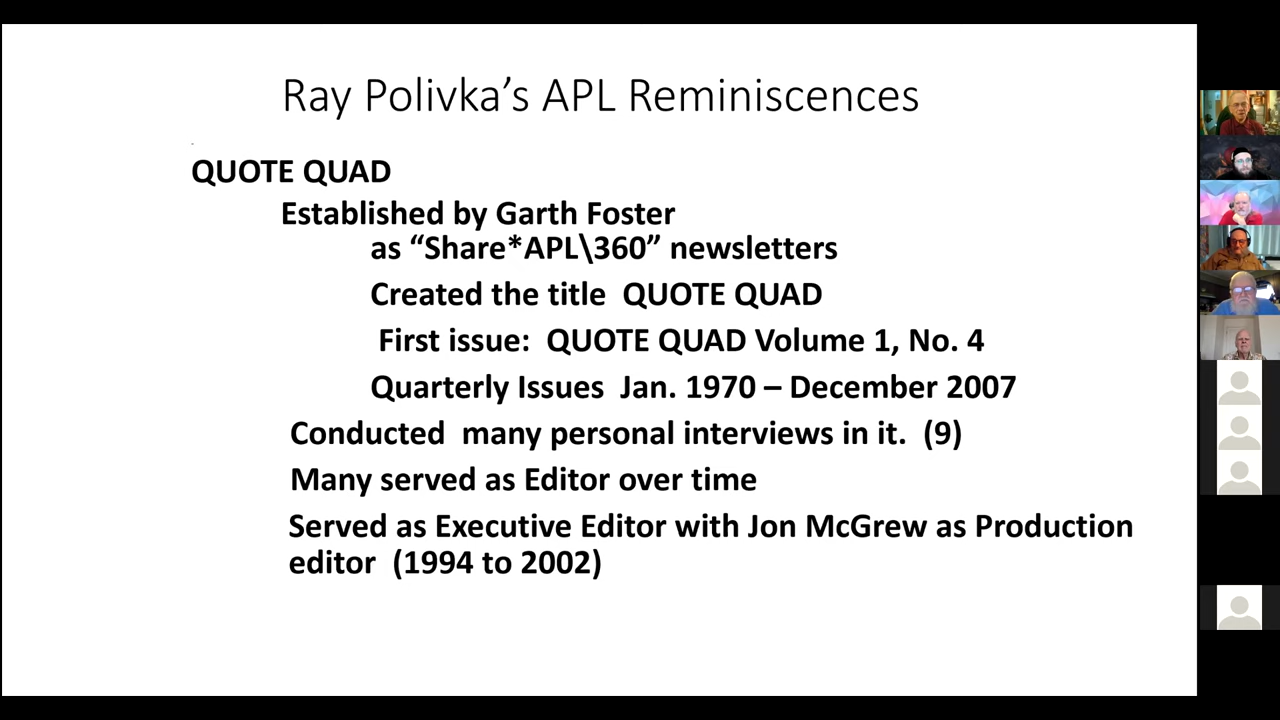 Ray Polivka’s APL Reminiscences
QUOTE QUAD
Established by Garth Foster
as “Share*APL\360” newsletters
Created the title  QUOTE QUAD
First issue:  QUOTE QUAD Volume 1, No. 4
Quarterly Issues  Jan. 1970 – December 2007
Conducted  many personal interviews in it.  (9)
Many served as Editor over time
Served as Executive Editor with Jon McGrew as Production
editor  (1994 to 2002)